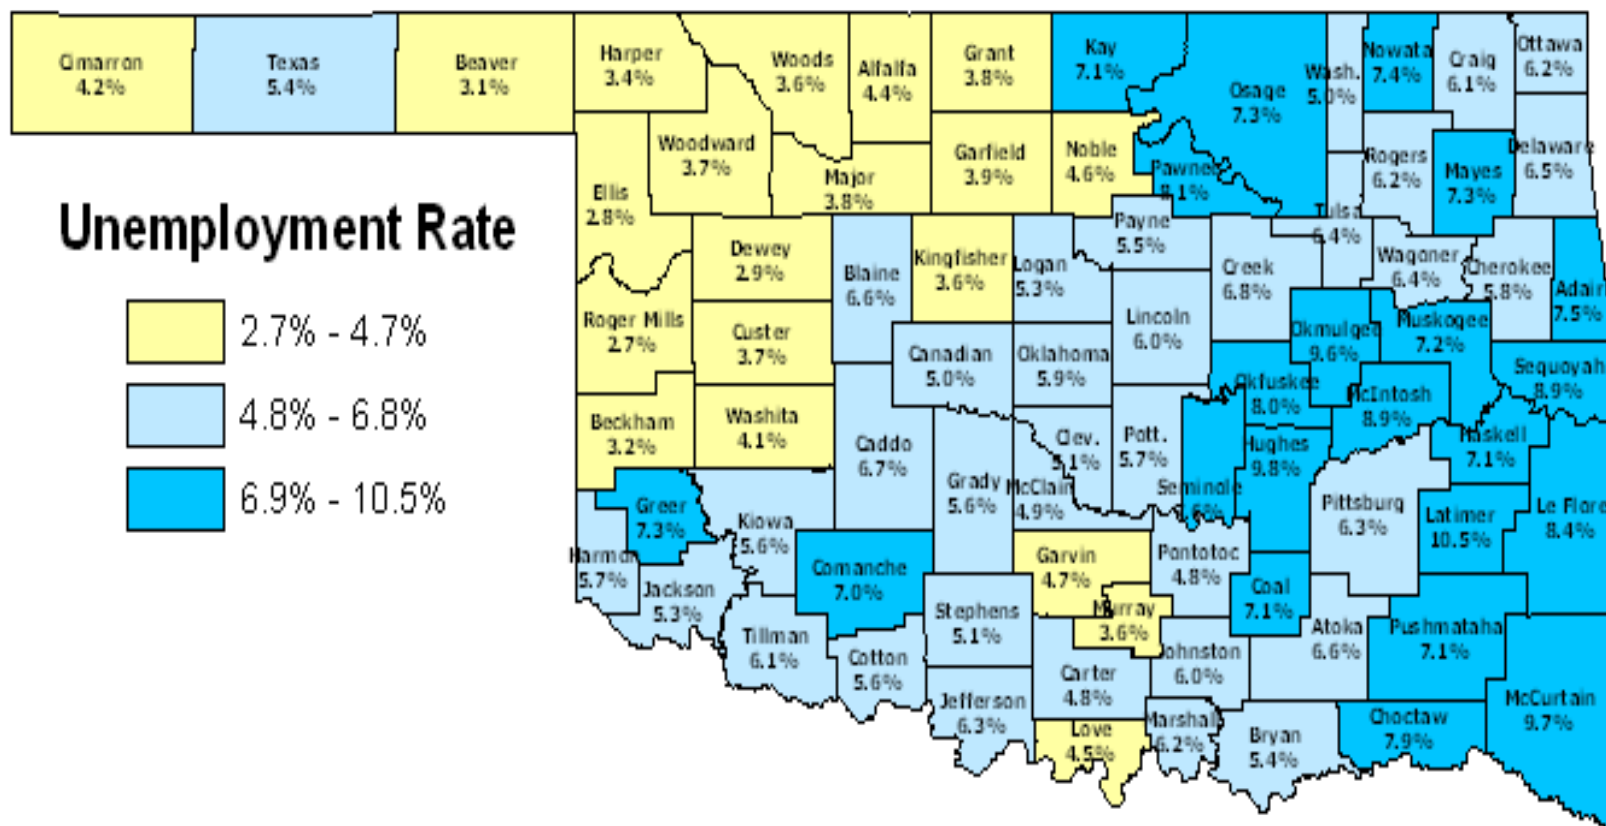 Cimarron
4.2%
Texas
5.4%
Beaver
3.1%
Harper
3.4%
Woods
3.6%
Alfalfa
4.4%
Grant
3.8%
Kay
7.1%
Osage
7.3%
Wash.
5.0%
Nowata
7.4%
Craig
6.1%
Ottawa
6.2%
Woodward
3.7%
Ellis
2.8%
Major
3.8%
Garfield
3.9%
Noble
4.6%
Pawnee
8.1%
Rogers
6.2%
Mayes
7.3%
Delaware
6.5%
Unemployment Rate
2.7% - 4.7%
4.8% - 6.8%
6.9% - 10.5%
Dewey
2.9%
Blaine
6.6%
Kingfisher
3.6%
Logan
5.3%
Payne
5.5%
Creek
6.8%
Tulsa
6.4%
Wagoner
6.4%
Cherokee
5.8%
Adair
7.5%
Roger Mills
2.7%
Custer
3.7%
Canadian
5.0%
Oklahoma
5.9%
Lincoln
6.0%
Okmulgee
9.6%
Muskogee
7.2%
Sequoyah
8.9%
Beckham
3.2%
Washita
4.1%
Caddo
6.7%
Grady
5.6%
McClain
4.9%
Clev.
5.1%
Pott.
5.7%
Seminole
Okfuskee
8.0%
Hughes
9.8%
McIntosh
8.9%
Haskell
7.1%
Pittsburg
6.3%
Latimer
10.5%
Le Flore
8.4%
Greer
7.3%
Harmon
5.7%
Jackson
5.3%
Kiowa
5.6%
Comanche
7.0%
Tillman
6.1%
Cotton
5.6%
Stephens
5.1%
Jefferson
6.3%
Garvin
4.7%
Murray
3.6%
Carter
4.8%
Love
4.5%
Pontotoc
4.8%
Johnston
6.0%
Marshall
6.2%
Coal
7.1%
Atoka
6.6%
Bryan
5.4%
Pushmataha
7.1%
Choctaw
7.9%
McCurtain
9.7%